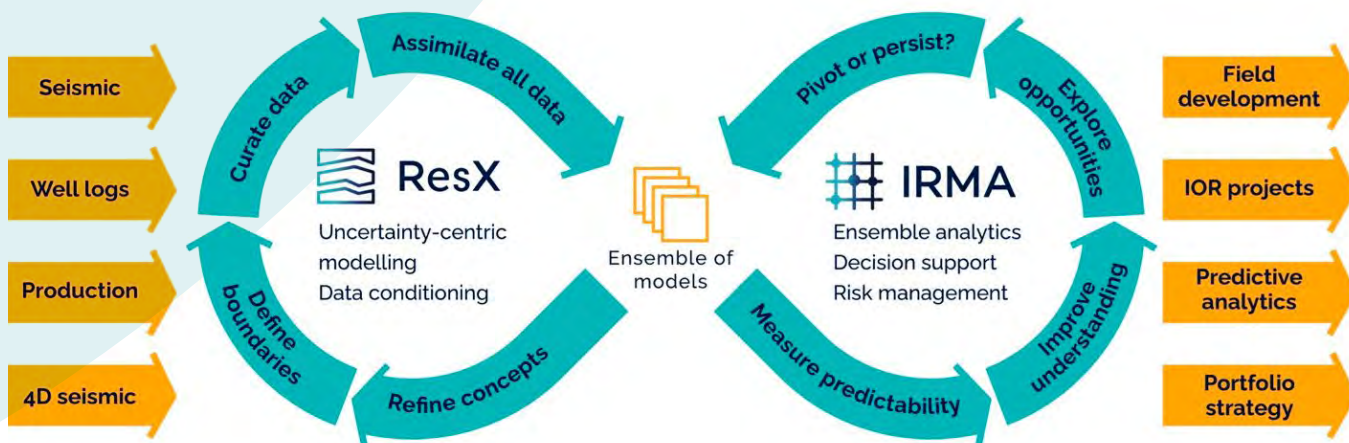 Seismic
Well logs
Production
4D seismic
Curate data
Assimilate all data
ResX
Uncertainty-centric
modelling
Data conditioning
Define
boundaries
Refine concepts
Ensemble of
models
Pivot or persist?
Explore
opportunities
IRMA
Ensemble analytics
Decision support
Risk management
Measure predictability
Improve
understanding
Field
development
IOR projects
Predictive
analytics
Portfolio
strategy